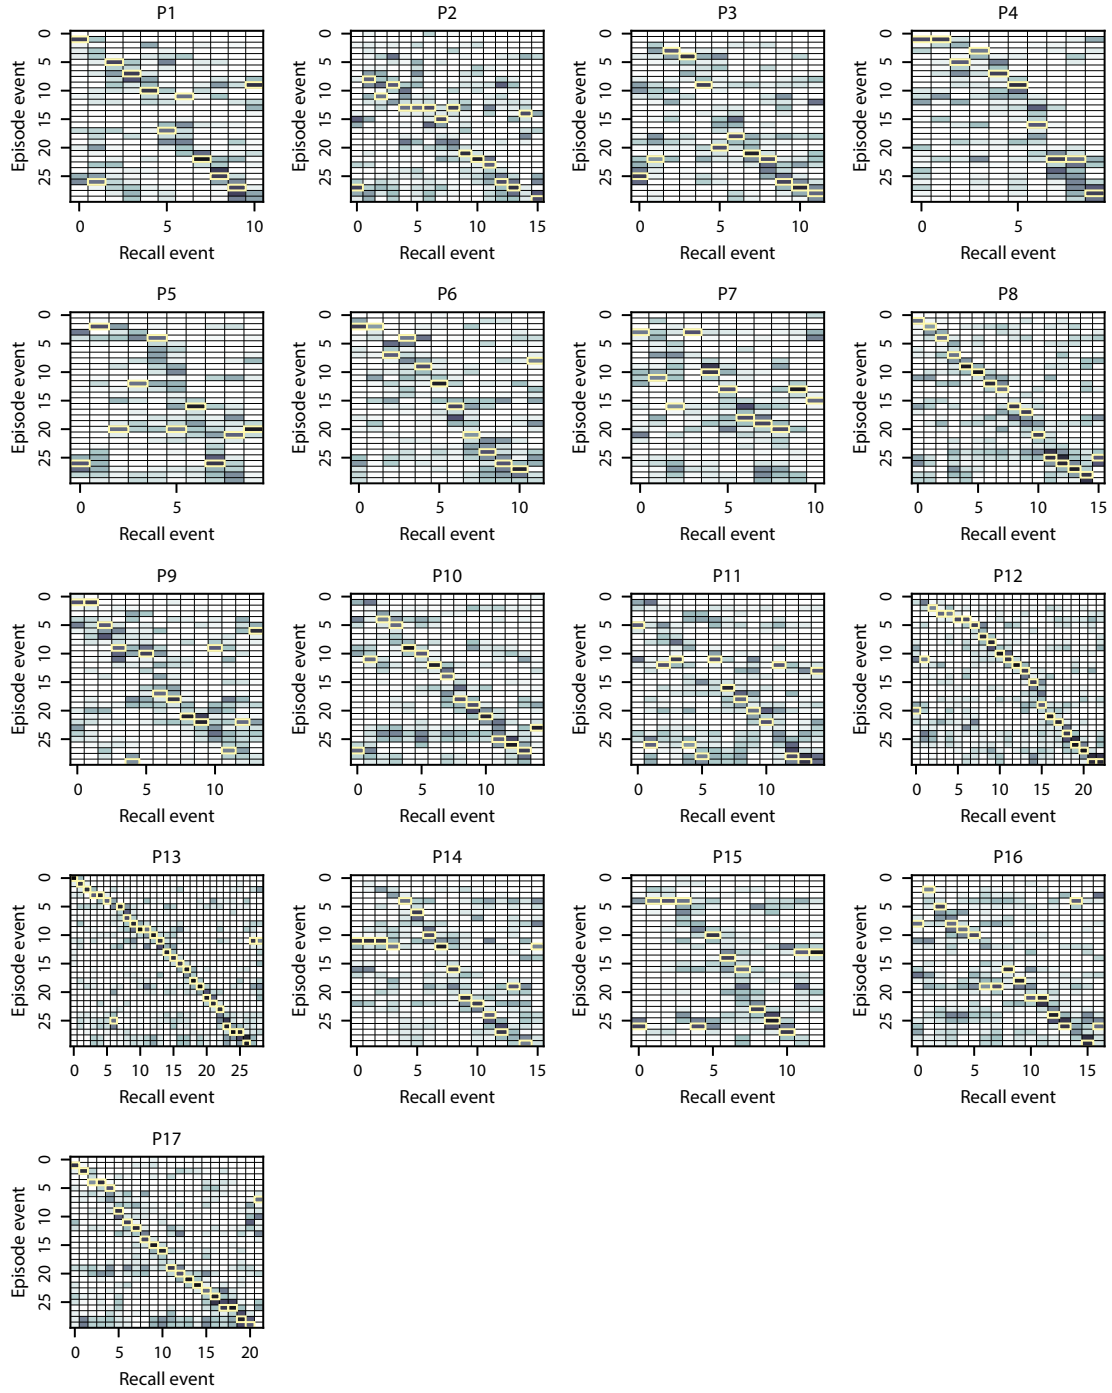 P1 P2 P3 P4
0 0 0 0
5 5 5 5
10 10 10 10
15 15 15 15
20 20 20 20
25 25 25 25
Episode event Episode event Episode event Episode event
0 5 10 0 5 10 15 0 5 10 0 5
Recall event Recall event Recall event Recall event
P5 P6 P7 P8
0 0 0 0
5 5 5 5
10 10 10 10
15 15 15 15
20 20 20 20
25 25 25 25
Episode event Episode event Episode event Episode event
0 5 0 5 10 0 5 10 0 5 10 15
Recall event Recall event Recall event Recall event
P9 P10 P11 P12
0 0 0 0
5 5 5 5
10 10 10 10
15 15 15 15
20 20 20 20
25 25 25 25
Episode event Episode event Episode event Episode event
0 5 10 0 5 10 0 5 10 0 5 10 15 20
Recall event Recall event Recall event Recall event
P13 P14 P15 P16
0 0 0 0
5 5 5 5
10 10 10 10
15 15 15 15
20 20 20 20
25 25 25 25
Episode event Episode event Episode event Episode event
0 5 10 15 20 25 0 5 10 15 0 5 10 0 5 10 15
Recall event Recall event Recall event Recall event
P17
0
5
10
15
20
25
Episode event
0 5 10 15 20
Recall event